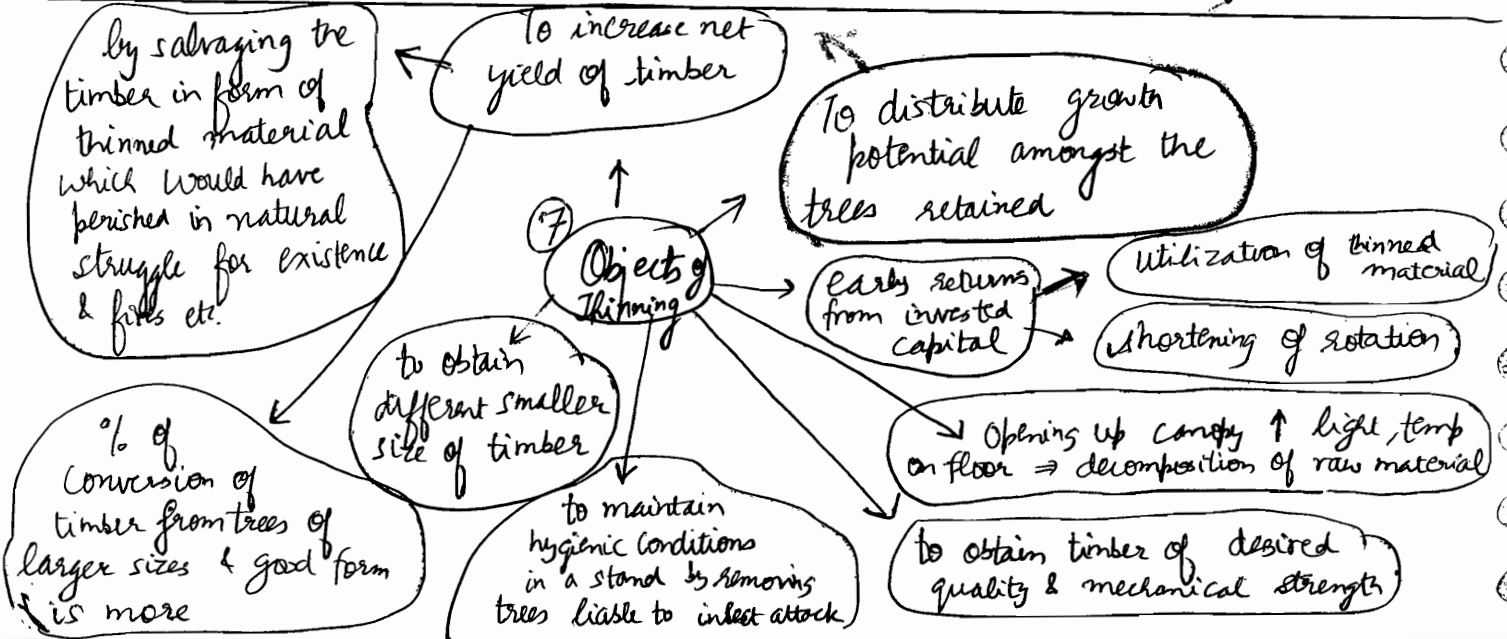 by salvaging the
timber in form of
thinned material
which would have
perished in natural
struggle for existence
& fires etc.
To increase net
yield of timber
To distribute growth
potential amongst the
trees retained
7
Objects of
Thinning
early returns
from invested
capital
utilization of thinned
material
shortening of rotation
Opening up canopy ↑ light, temp
on floor ⇒ decomposition of raw material
to obtain timber of desired
quality & mechanical strength
to obtain
different smaller
size of timber
to maintain
hygienic conditions
in a stand by removing
trees liable to insect attack
% of
conversion of
timber from trees of
larger sizes & good form
is more